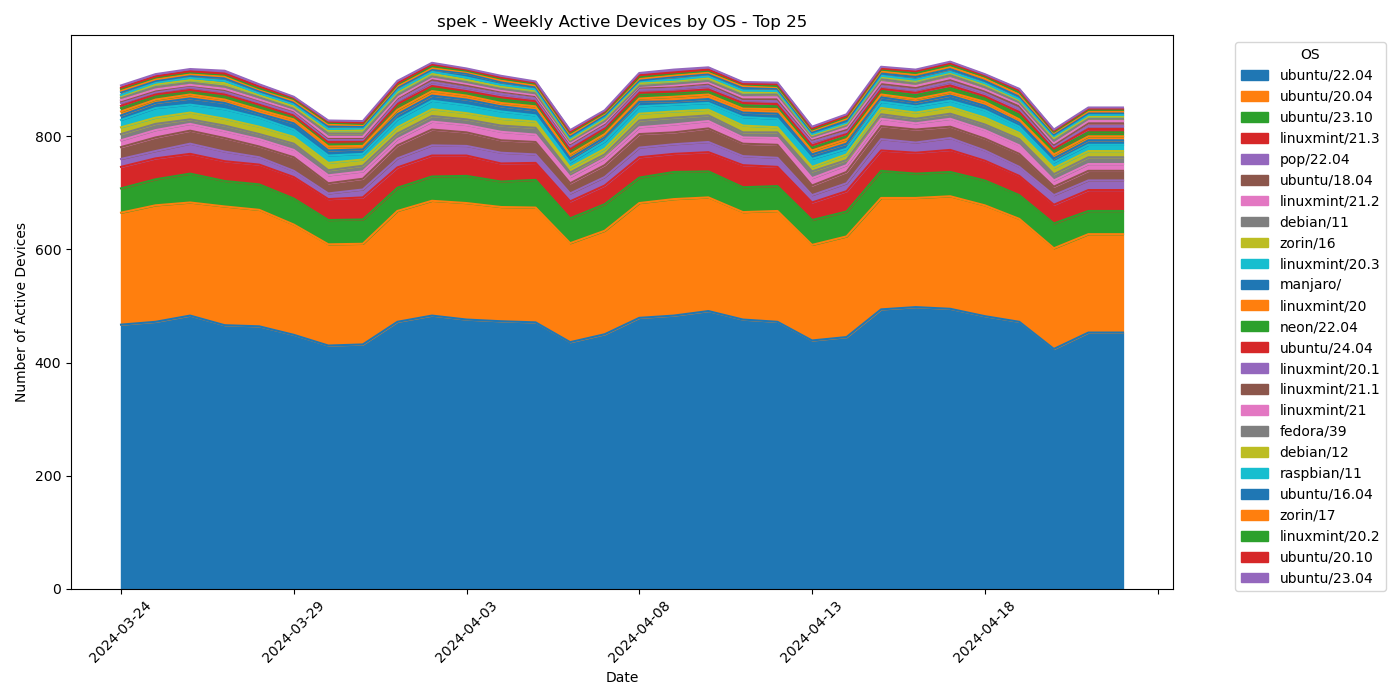 spek - Weekly Active Devices by OS - Top 25
Number of Active Devices
800
600
400
200
0
2024-03-24
2024-03-29
2024-04-03
2024-04-08
2024-04-13
2024-04-18
Date
OS
ubuntu/22.04
ubuntu/20.04
ubuntu/23.10
linuxmint/21.3
pop/22.04
ubuntu/18.04
linuxmint/21.2
debian/11
zorin/16
linuxmint/20.3
manjaro/
linuxmint/20
neon/22.04
ubuntu/24.04
linuxmint/20.1
linuxmint/21.1
linuxmint/21
fedora/39
debian/12
raspbian/11
ubuntu/16.04
zorin/17
linuxmint/20.2
ubuntu/20.10
ubuntu/23.04